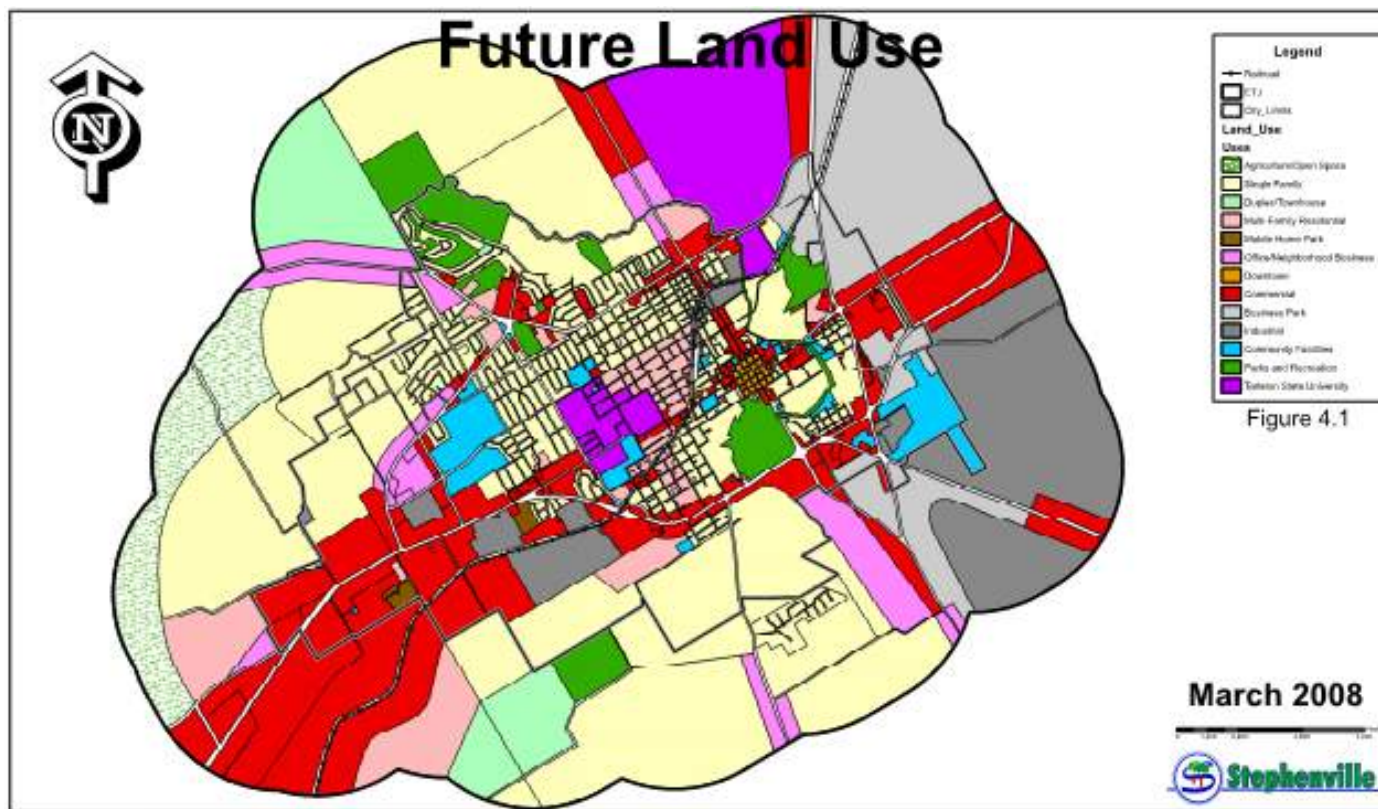 Future Land Use
N
Legend
Railroad
ETJ
City_Limits
Land_Use
Uses
Agriculture/Open Space
Single Family
Duplex/Townhouse
Multi-Family Residential
Mobile Home Park
Office/Neighborhood Business
Downtown
Commercial
Business Park
Industrial
Community Facilities
Parks and Recreation
Tarleton State University
Figure 4.1
March 2008
Stephenville